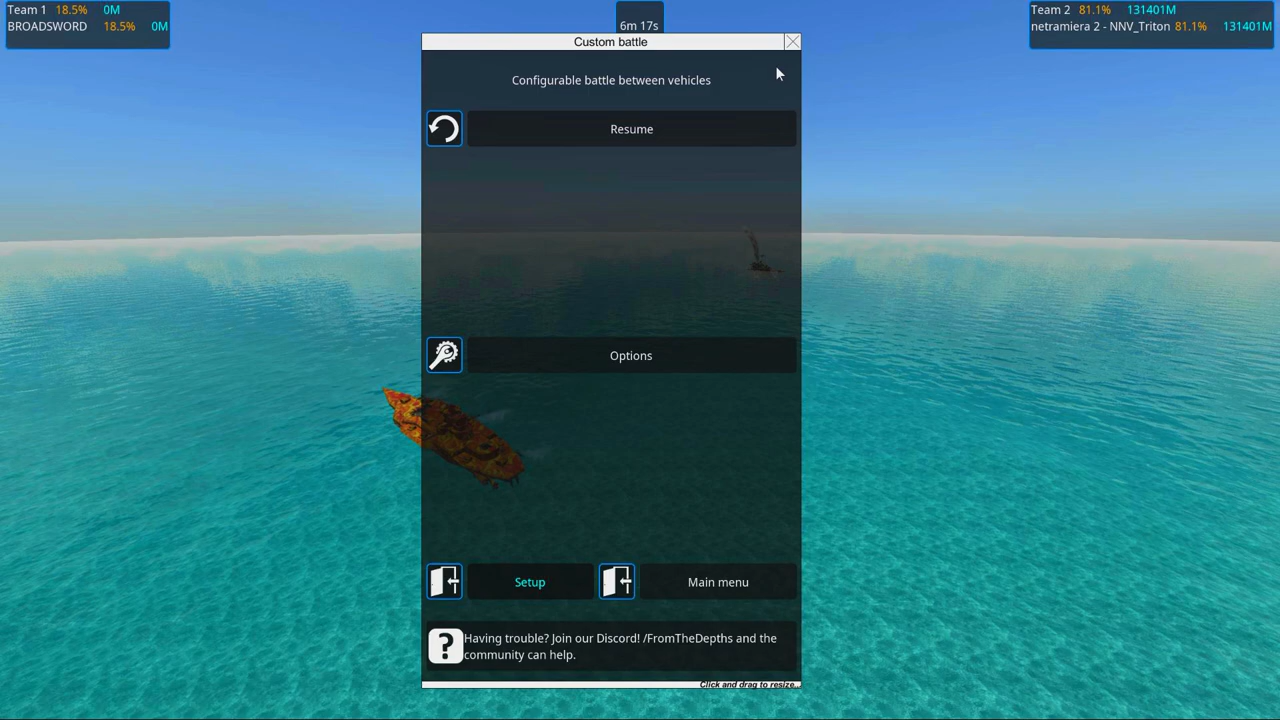 Team 1 18.5% 0M
BROADSWORD 18.5% 0M
6m 17s
Team 2 81.1% 131401M
netramiera 2 - NNV_Triton 81.1% 131401M
Custom battle
Configurable battle between vehicles
Resume
Options
Setup
Main menu
?
Having trouble? Join our Discord! /FromTheDepths and the
community can help.
Click and drag to resize...